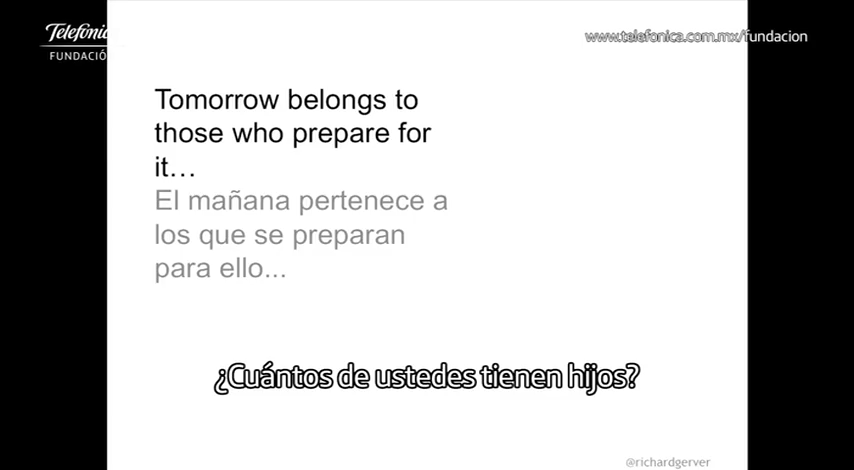 Telefónica
FUNDACIÓ
www.telefonica.com.mx/fundacion
Tomorrow belongs to
those who prepare for
it…
El mañana pertenece a
los que se preparan
para ello...
¿Cuántos de ustedes tienen hijos?
@richardgerver